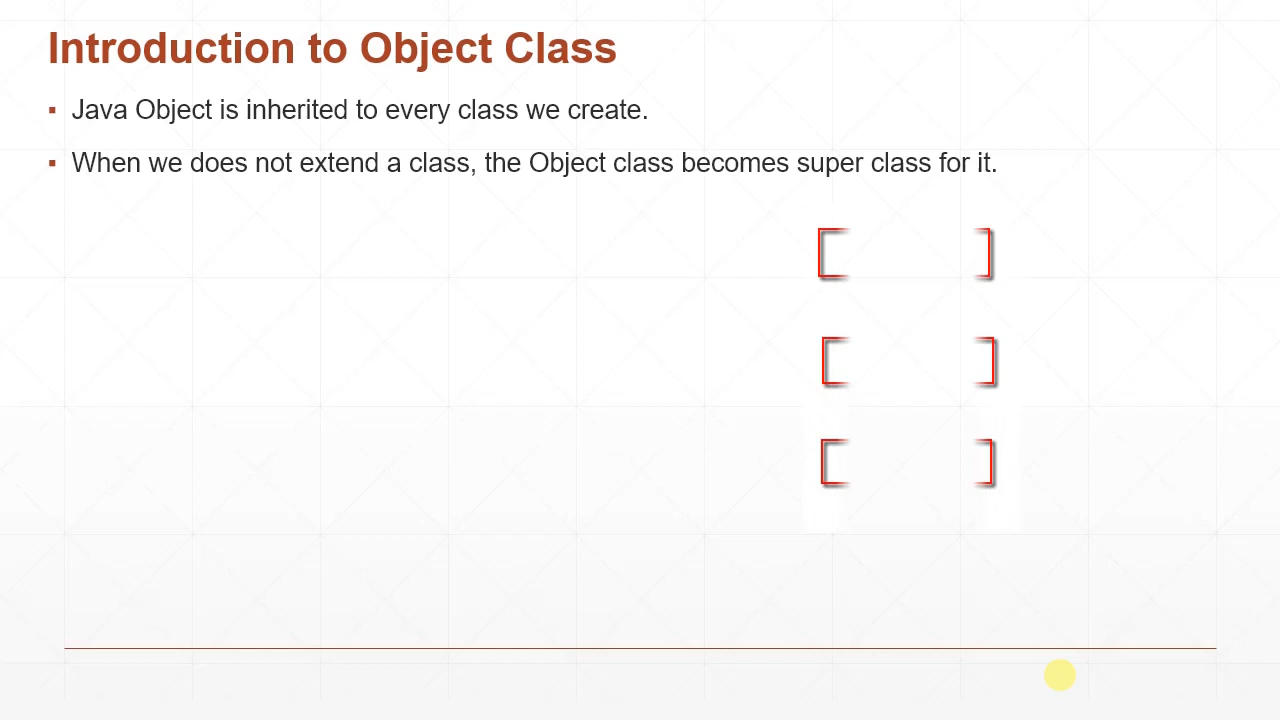 Introduction to Object Class
▪ Java Object is inherited to every class we create.
▪ When we does not extend a class, the Object class becomes super class for it.